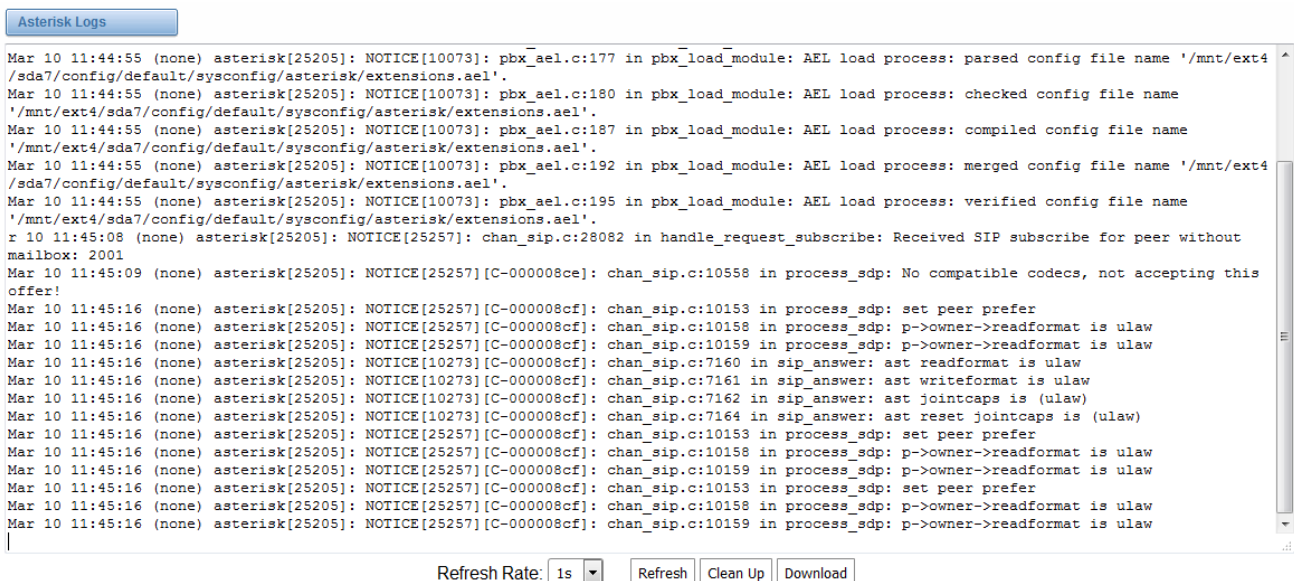 Asterisk Logs
Mar 10 11:44:55 (none) asterisk[25205]: NOTICE[10073]: pbx_ael.c:177 in pbx_load_module: AEL load process: parsed config file name '/mnt/ext4
/sda7/config/default/sysconfig/asterisk/extensions.ael'.
Mar 10 11:44:55 (none) asterisk[25205]: NOTICE[10073]: pbx_ael.c:180 in pbx_load_module: AEL load process: checked config file name
'/mnt/ext4/sda7/config/default/sysconfig/asterisk/extensions.ael'.
Mar 10 11:44:55 (none) asterisk[25205]: NOTICE[10073]: pbx_ael.c:187 in pbx_load_module: AEL load process: compiled config file name
'/mnt/ext4/sda7/config/default/sysconfig/asterisk/extensions.ael'.
Mar 10 11:44:55 (none) asterisk[25205]: NOTICE[10073]: pbx_ael.c:192 in pbx_load_module: AEL load process: merged config file name '/mnt/ext4
/sda7/config/default/sysconfig/asterisk/extensions.ael'.
Mar 10 11:44:55 (none) asterisk[25205]: NOTICE[10073]: pbx_ael.c:195 in pbx_load_module: AEL load process: verified config file name
'/mnt/ext4/sda7/config/default/sysconfig/asterisk/extensions.ael'.
r 10 11:45:08 (none) asterisk[25205]: NOTICE[25257]: chan_sip.c:28082 in handle_request_subscribe: Received SIP subscribe for peer without
mailbox: 2001
Mar 10 11:45:09 (none) asterisk[25205]: NOTICE[25257][C-000008ce]: chan_sip.c:10558 in process_sdp: No compatible codecs, not accepting this
offer!
Mar 10 11:45:16 (none) asterisk[25205]: NOTICE[25257][C-000008cf]: chan_sip.c:10153 in process_sdp: set peer prefer
Mar 10 11:45:16 (none) asterisk[25205]: NOTICE[25257][C-000008cf]: chan_sip.c:10158 in process_sdp: p->owner->readformat is ulaw
Mar 10 11:45:16 (none) asterisk[25205]: NOTICE[25257][C-000008cf]: chan_sip.c:10159 in process_sdp: p->owner->readformat is ulaw
Mar 10 11:45:16 (none) asterisk[25205]: NOTICE[10273][C-000008cf]: chan_sip.c:7160 in sip_answer: ast readformat is ulaw
Mar 10 11:45:16 (none) asterisk[25205]: NOTICE[10273][C-000008cf]: chan_sip.c:7161 in sip_answer: ast writeformat is ulaw
Mar 10 11:45:16 (none) asterisk[25205]: NOTICE[10273][C-000008cf]: chan_sip.c:7162 in sip_answer: ast jointcaps is (ulaw)
Mar 10 11:45:16 (none) asterisk[25205]: NOTICE[10273][C-000008cf]: chan_sip.c:7164 in sip_answer: ast reset jointcaps is (ulaw)
Mar 10 11:45:16 (none) asterisk[25205]: NOTICE[25257][C-000008cf]: chan_sip.c:10153 in process_sdp: set peer prefer
Mar 10 11:45:16 (none) asterisk[25205]: NOTICE[25257][C-000008cf]: chan_sip.c:10158 in process_sdp: p->owner->readformat is ulaw
Mar 10 11:45:16 (none) asterisk[25205]: NOTICE[25257][C-000008cf]: chan_sip.c:10159 in process_sdp: p->owner->readformat is ulaw
Mar 10 11:45:16 (none) asterisk[25205]: NOTICE[25257][C-000008cf]: chan_sip.c:10153 in process_sdp: set peer prefer
Mar 10 11:45:16 (none) asterisk[25205]: NOTICE[25257][C-000008cf]: chan_sip.c:10158 in process_sdp: p->owner->readformat is ulaw
Mar 10 11:45:16 (none) asterisk[25205]: NOTICE[25257][C-000008cf]: chan_sip.c:10159 in process_sdp: p->owner->readformat is ulaw
Refresh Rate: 1s Refresh Clean Up Download